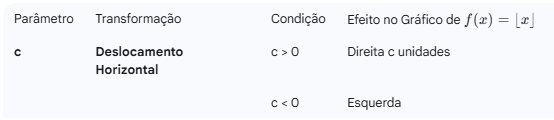 Parâmetro Transformação Condição Efeito no Gráfico de f(x) = ⌊x⌋
c Deslocamento Horizontal c > 0 Direita c unidades
c < 0 Esquerda